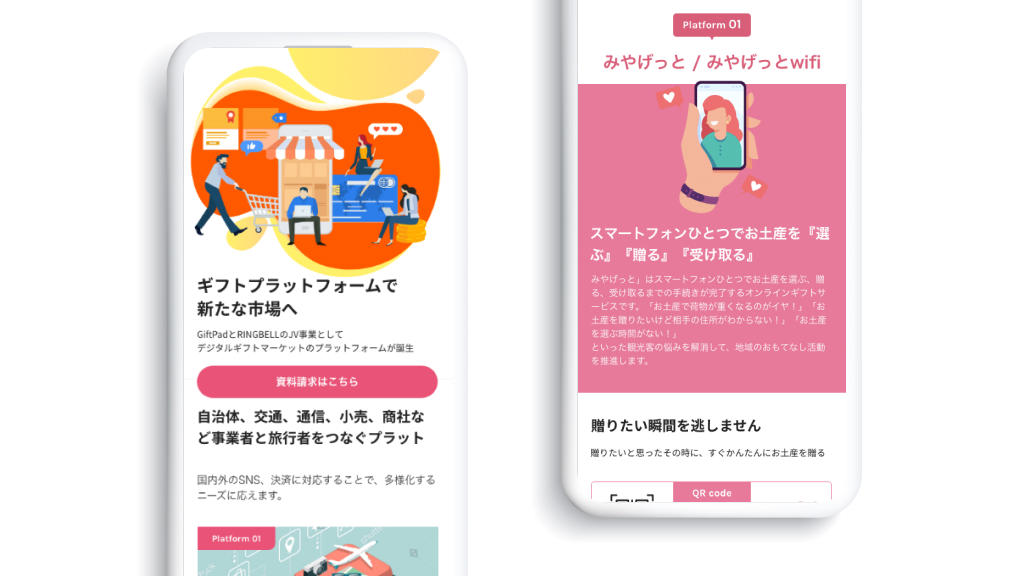 ギフトプラットフォームで
新たな市場へ
GiftPadとRINGBELLのJV事業として
デジタルギフトマーケットのプラットフォームが誕生
資料請求はこちら
自治体、交通、通信、小売、商社な
ど事業者と旅行者をつなぐプラット
国内外のSNS、決済に対応することで、多様化する
ニーズに応えます。
Platform 01
Platform 01
みやげっと / みやげっとwifi
スマートフォンひとつでお土産を『選
ぶ』『贈る』『受け取る』
みやげっと」はスマートフォンひとつでお土産を選ぶ、贈
る、受け取るまでの手続きが完了するオンラインギフトサ
ービスです。「お土産で荷物が重くなるのがイヤ！」「お
土産を贈りたいけど相手の住所がわからない！」「お土産
を選ぶ時間がない！」
といった観光客の悩みを解消して、地域のおもてなし活動
を推進します。
贈りたい瞬間を逃しません
贈りたいと思ったその時に、すぐかんたんにお土産を贈る
QR code